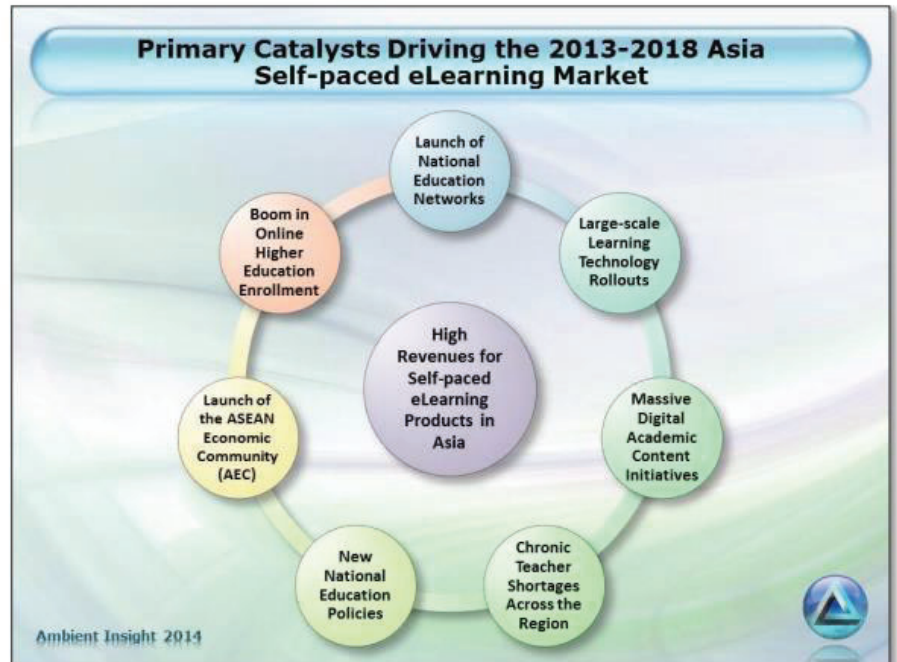 Primary Catalysts Driving the 2013-2018 Asia
Self-paced eLearning Market
Launch of
National
Education
Networks
Large-scale
Learning
Technology
Rollouts
Massive
Digital
Academic
Content
Initiatives
Chronic
Teacher
Shortages
Across the
Region
New
National
Education
Policies
Launch of
the ASEAN
Economic
Community
(AEC)
Boom in
Online
Higher
Education
Enrollment
High
Revenues for
Self-paced
eLearning
Products in
Asia
Ambient Insight 2014